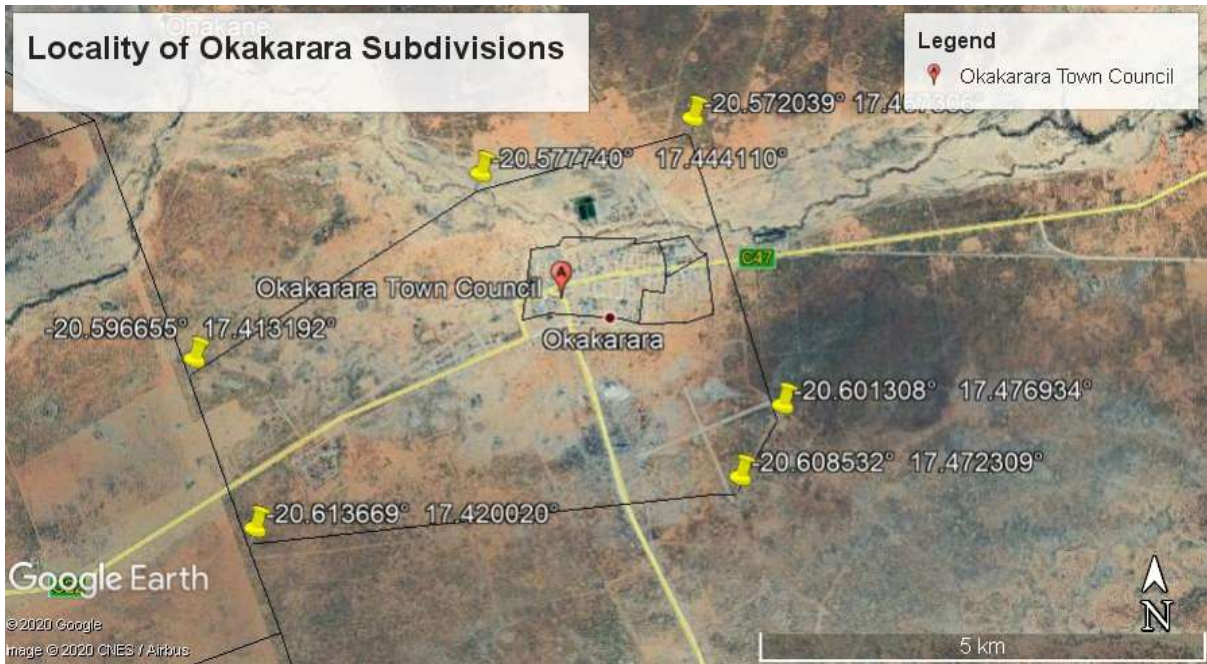 Locality of Okakarara Subdivisions
Legend
Okakarara Town Council
-20.572039°
-20.577740° 17.444110°
C47
Okakarara Town Council
-20.596655° 17.413192°
Okakarara
-20.601308° 17.476934°
-20.608532° 17.472309°
-20.613669° 17.420020°
Google Earth
© 2020 Google
mage © 2020 CNES / Airbus
N
5 km